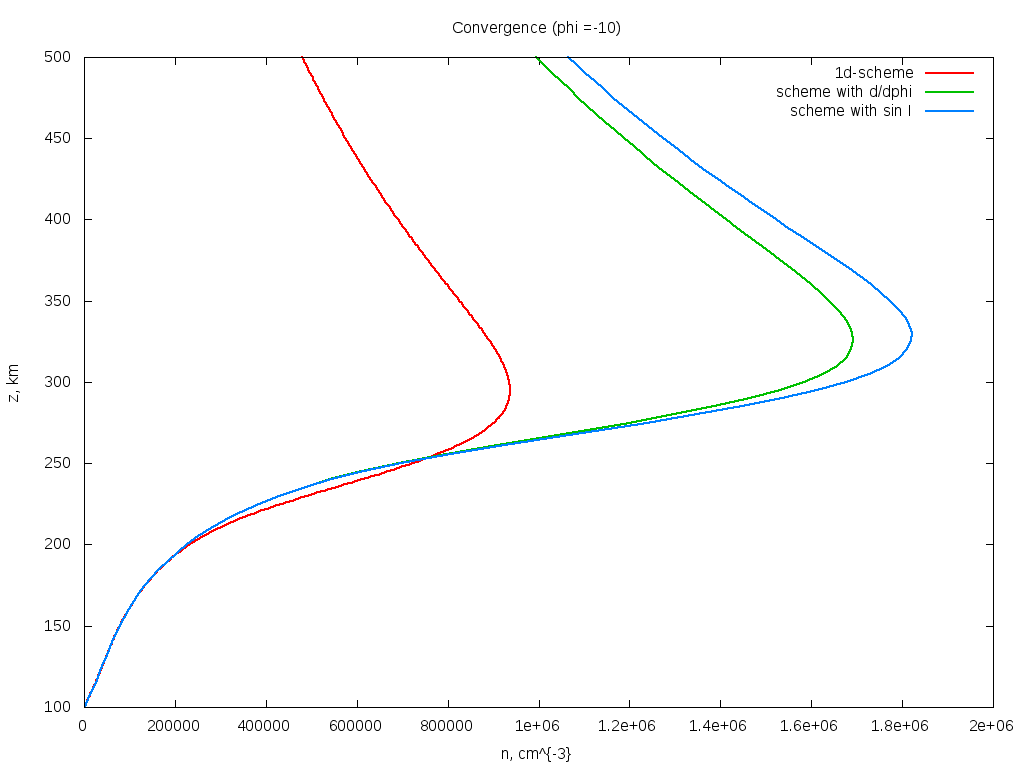 Convergence (phi =-10)
1d-scheme
scheme with d/dphi
scheme with sin I
500
450
400
350
300
250
200
150
100
z, km
0 200000 400000 600000 800000 1e+06 1.2e+06 1.4e+06 1.6e+06 1.8e+06 2e+06
n, cm^{-3}